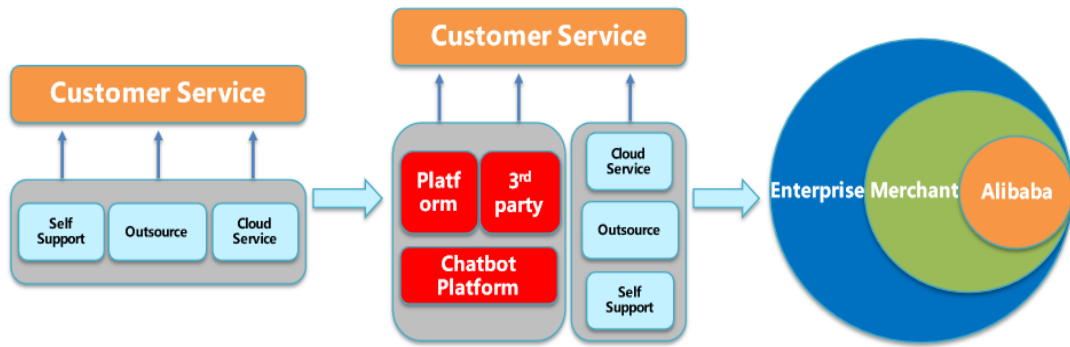 Customer Service
Self
Support
Outsource
Cloud
Service
Customer Service
Platf
orm
3rd
party
Chatbot
Platform
Cloud
Service
Outsource
Self
Support
Enterprise
Merchant
Alibaba